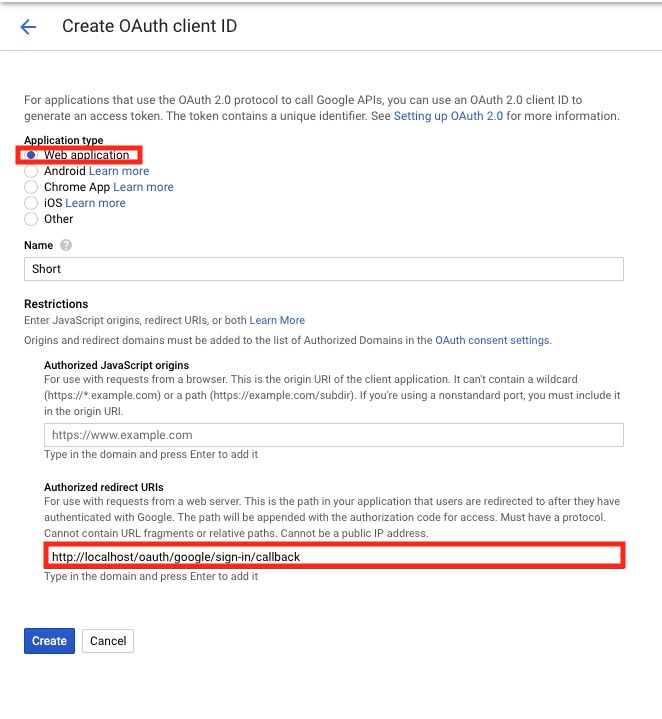 Create OAuth client ID
For applications that use the OAuth 2.0 protocol to call Google APIs, you can use an OAuth 2.0 client ID to
generate an access token. The token contains a unique identifier. See Setting up OAuth 2.0 for more information.
Application type
Web application
Android Learn more
Chrome App Learn more
iOS Learn more
Other
Name ?
Short
Restrictions
Enter JavaScript origins, redirect URIs, or both Learn More
Origins and redirect domains must be added to the list of Authorized Domains in the OAuth consent settings.
Authorized JavaScript origins
For use with requests from a browser. This is the origin URI of the client application. It can't contain a wildcard
(https://*.example.com) or a path (https://example.com/subdir). If you're using a nonstandard port, you must include it
in the origin URI.
https://www.example.com
Type in the domain and press Enter to add it
Authorized redirect URIs
For use with requests from a web server. This is the path in your application that users are redirected to after they have
authenticated with Google. The path will be appended with the authorization code for access. Must have a protocol.
Cannot contain URL fragments or relative paths. Cannot be a public IP address.
http://localhost/oauth/google/sign-in/callback
Type in the domain and press Enter to add it
Create Cancel